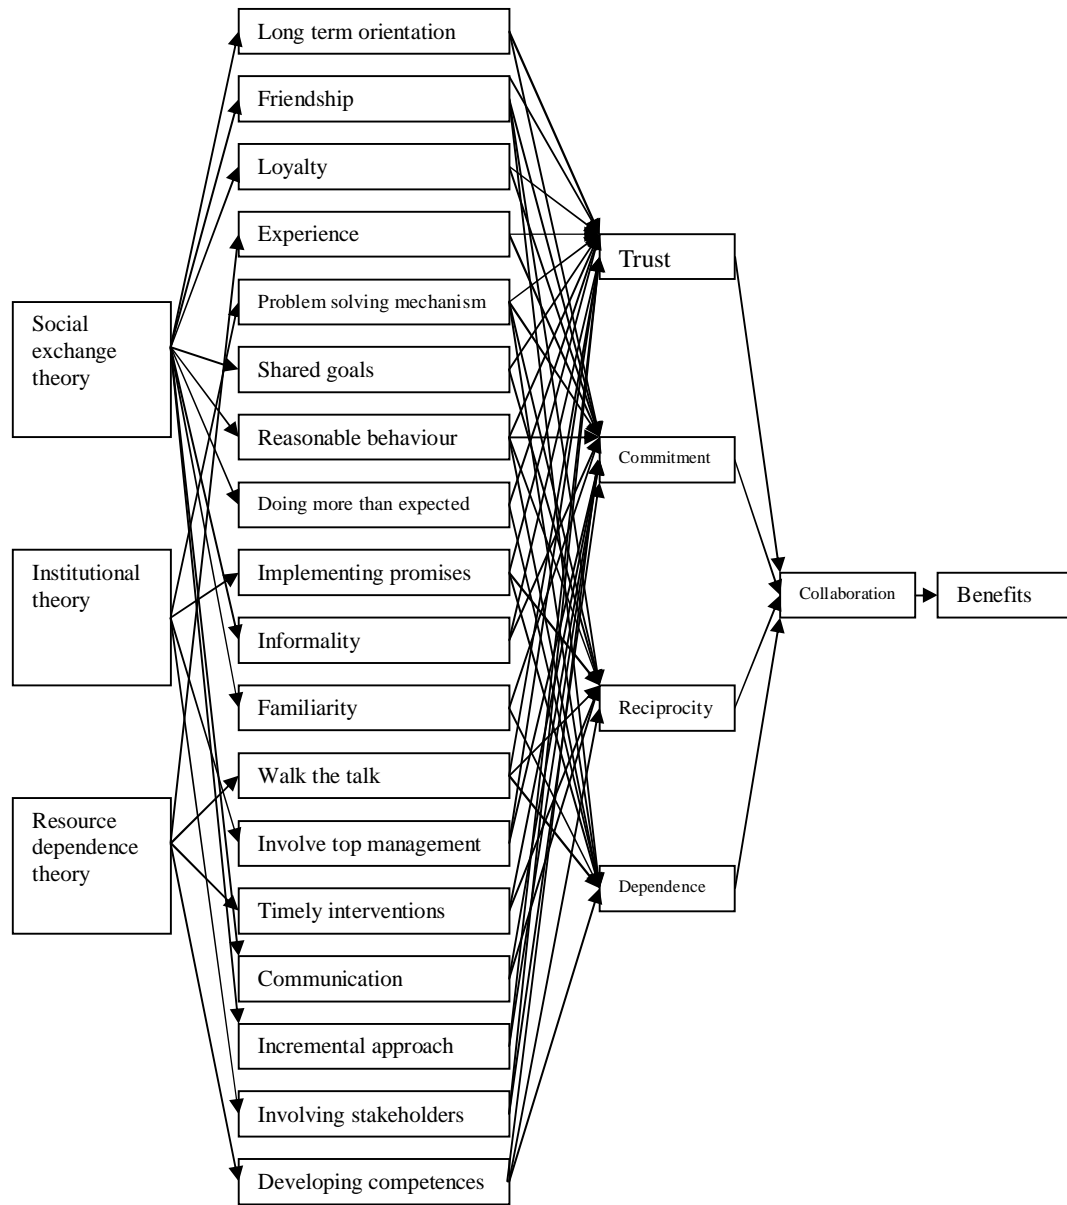 Social
exchange
theory
Institutional
theory
Resource
dependence
theory
Long term orientation
Friendship
Loyalty
Experience
Problem solving mechanism
Shared goals
Reasonable behaviour
Doing more than expected
Implementing promises
Informality
Familiarity
Walk the talk
Involve top management
Timely interventions
Communication
Incremental approach
Involving stakeholders
Developing competences
Trust
Commitment
Reciprocity
Dependence
Collaboration
Benefits